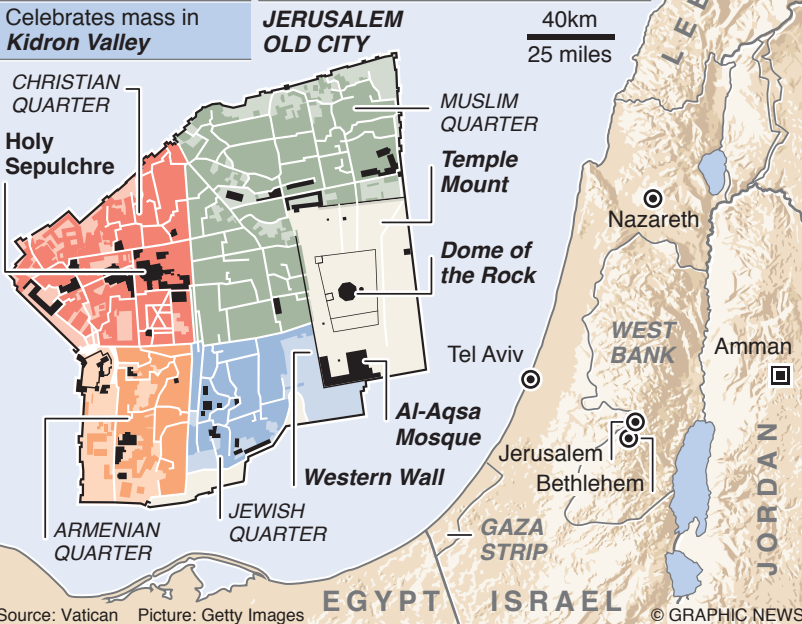 Celebrates mass in
Kidron Valley
JERUSALEM
OLD CITY
40km
25 miles
CHRISTIAN
QUARTER
MUSLIM
QUARTER
Holy
Sepulchre
Temple
Mount
Dome of
the Rock
Al-Aqsa
Mosque
Western Wall
JEWISH
QUARTER
ARMENIAN
QUARTER
Nazareth
WEST
BANK
Tel Aviv
Amman
Jerusalem
Bethlehem
GAZA
STRIP
JORDAN
EGYPT
ISRAEL
LE
Source: Vatican
Picture: Getty Images
© GRAPHIC NEWS